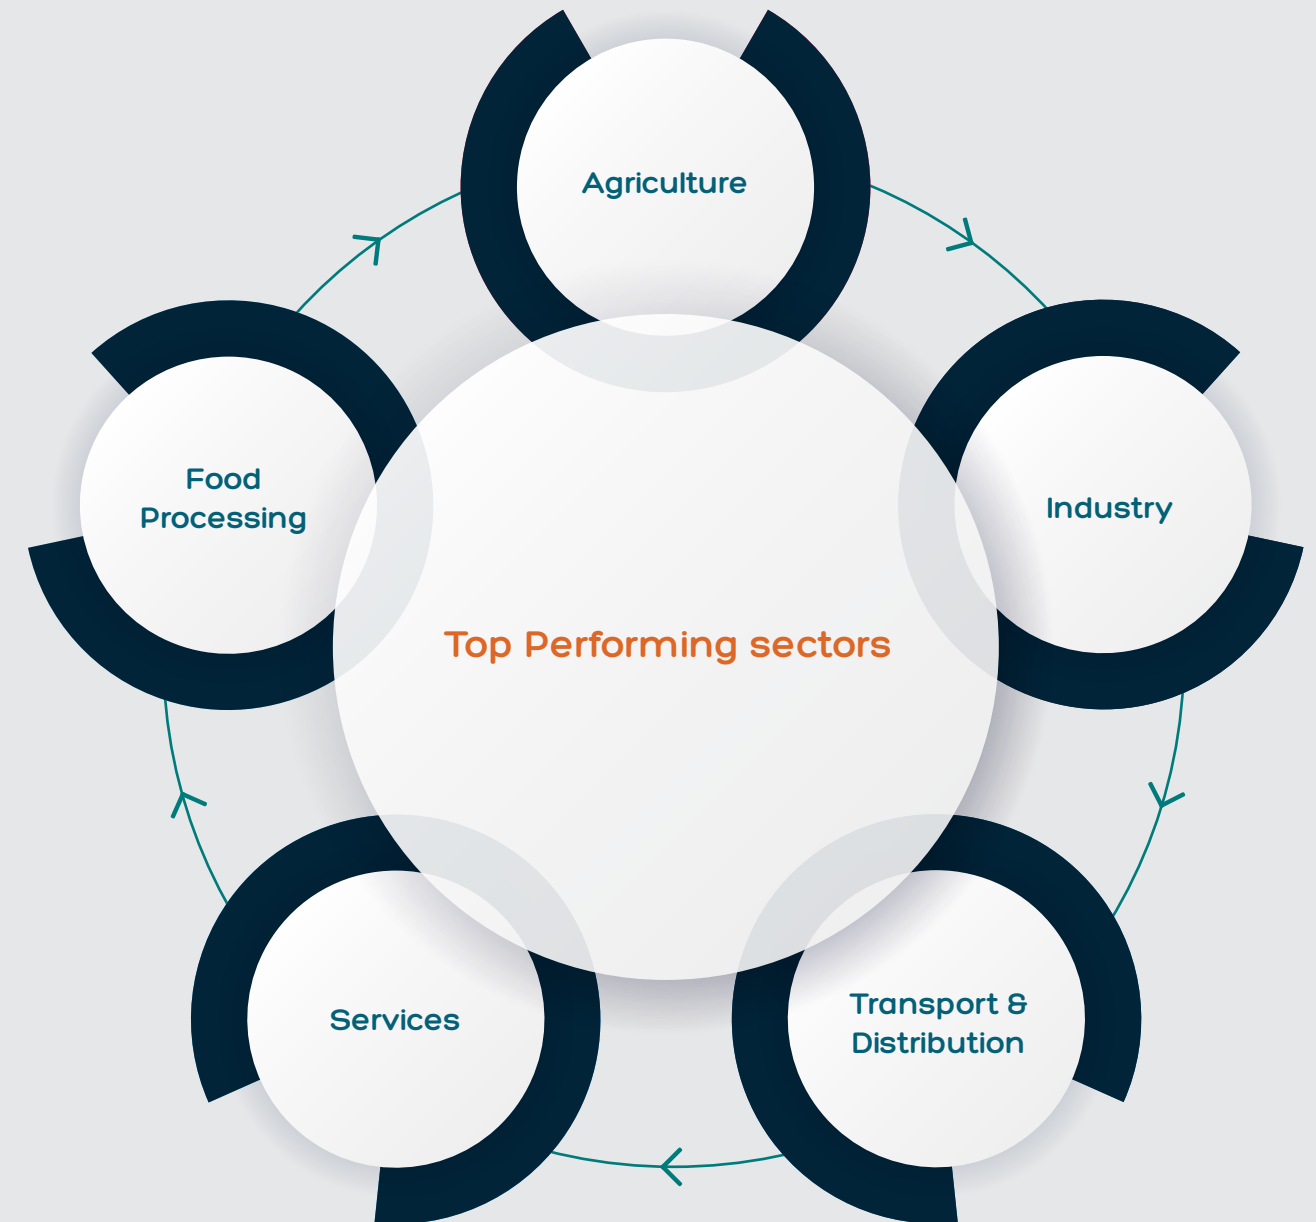 Agriculture
Industry
Transport &
Distribution
Services
Food
Processing
Top Performing sectors